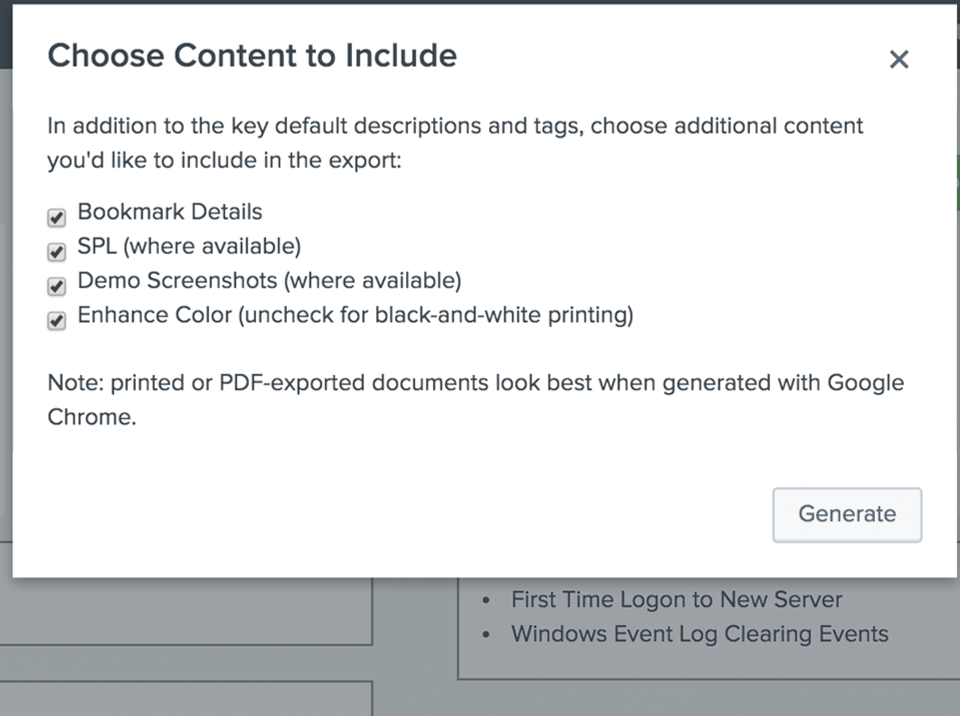 Choose Content to Include
In addition to the key default descriptions and tags, choose additional content
you'd like to include in the export:
Bookmark Details
SPL (where available)
Demo Screenshots (where available)
Enhance Color (uncheck for black-and-white printing)
Note: printed or PDF-exported documents look best when generated with Google
Chrome.
Generate
• First Time Logon to New Server
• Windows Event Log Clearing Events